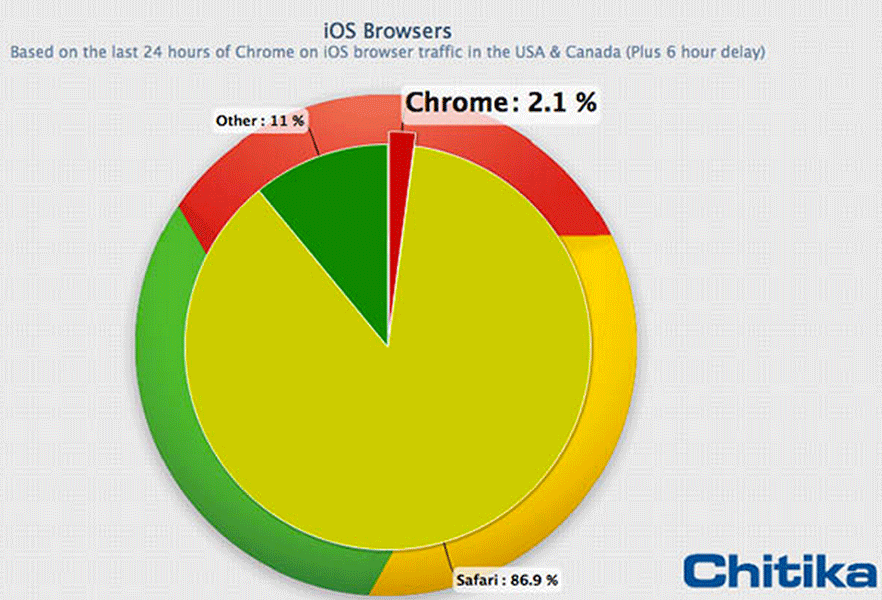 iOS Browsers
Based on the last 24 hours of Chrome on iOS browser traffic in the USA & Canada (Plus 6 hour delay)
Chrome: 2.1 %
Other : 11 %
Safari : 86.9 %
Chitika